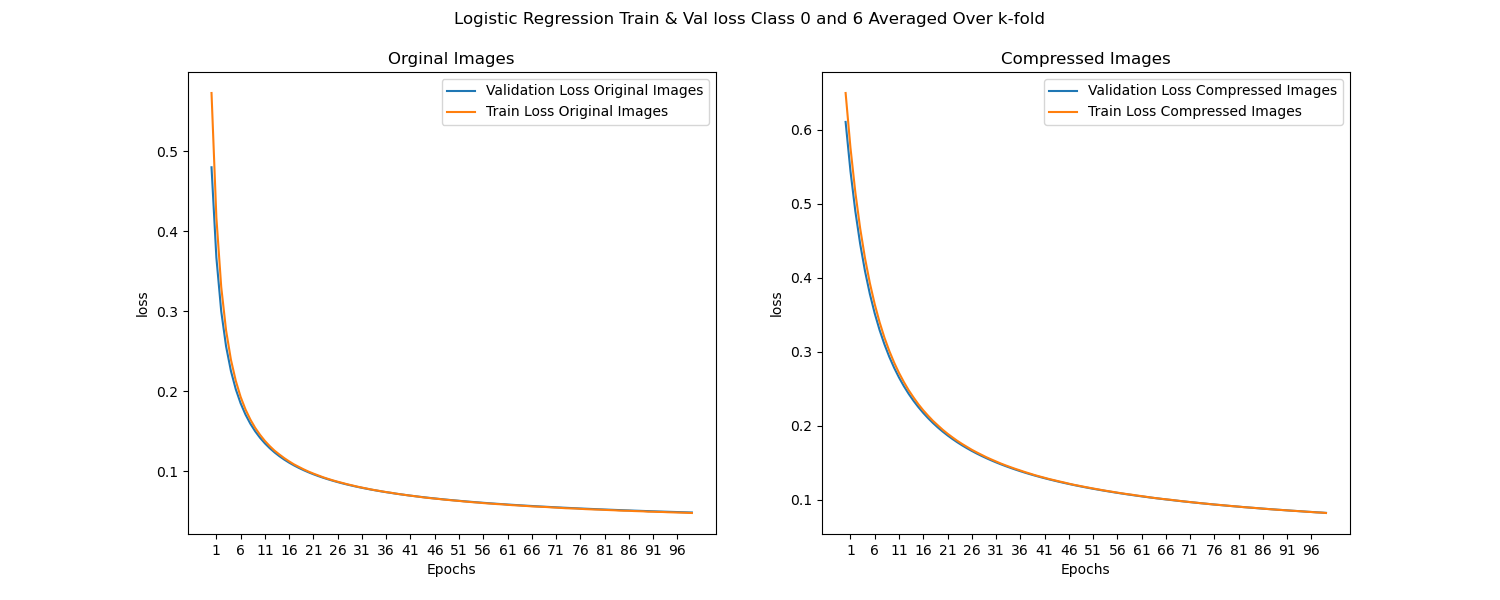 Logistic Regression Train & Val loss Class 0 and 6 Averaged Over k-fold
Orginal Images
Validation Loss Original Images
Train Loss Original Images
0.5
0.4
0.3
0.2
0.1
loss
1 6 11 16 21 26 31 36 41 46 51 56 61 66 71 76 81 86 91 96
Epochs
Compressed Images
Validation Loss Compressed Images
Train Loss Compressed Images
0.6
0.5
0.4
0.3
0.2
0.1
loss
1 6 11 16 21 26 31 36 41 46 51 56 61 66 71 76 81 86 91 96
Epochs